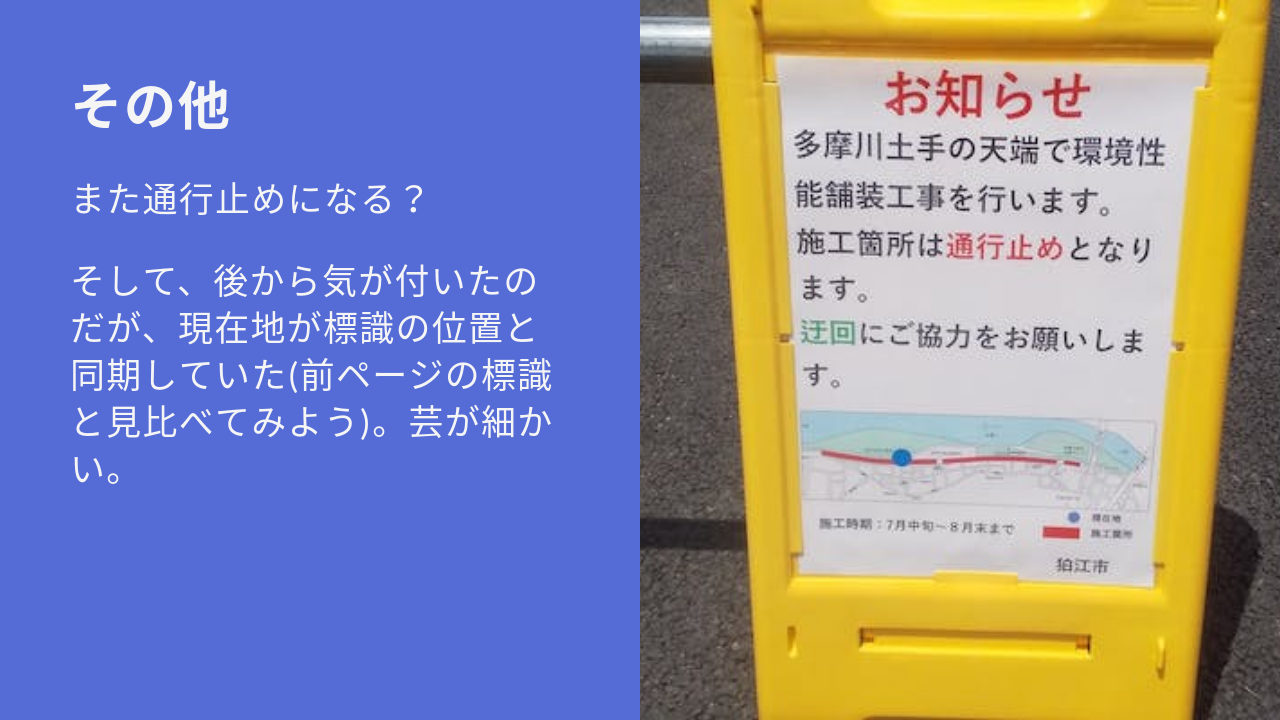 その他
また通行止めになる？
そして、後から気が付いたの
だが、現在地が標識の位置と
同期していた(前ページの標識
と見比べてみよう)。芸が細か
い。
お知らせ
多摩川土手の天端で環境性
能舗装工事を行います。
施工箇所は通行止めとなり
ます。
迂回にご協力をお願いしま
す。
施工時期：7月中旬～８月末まで
現在地
施工箇所
狛江市